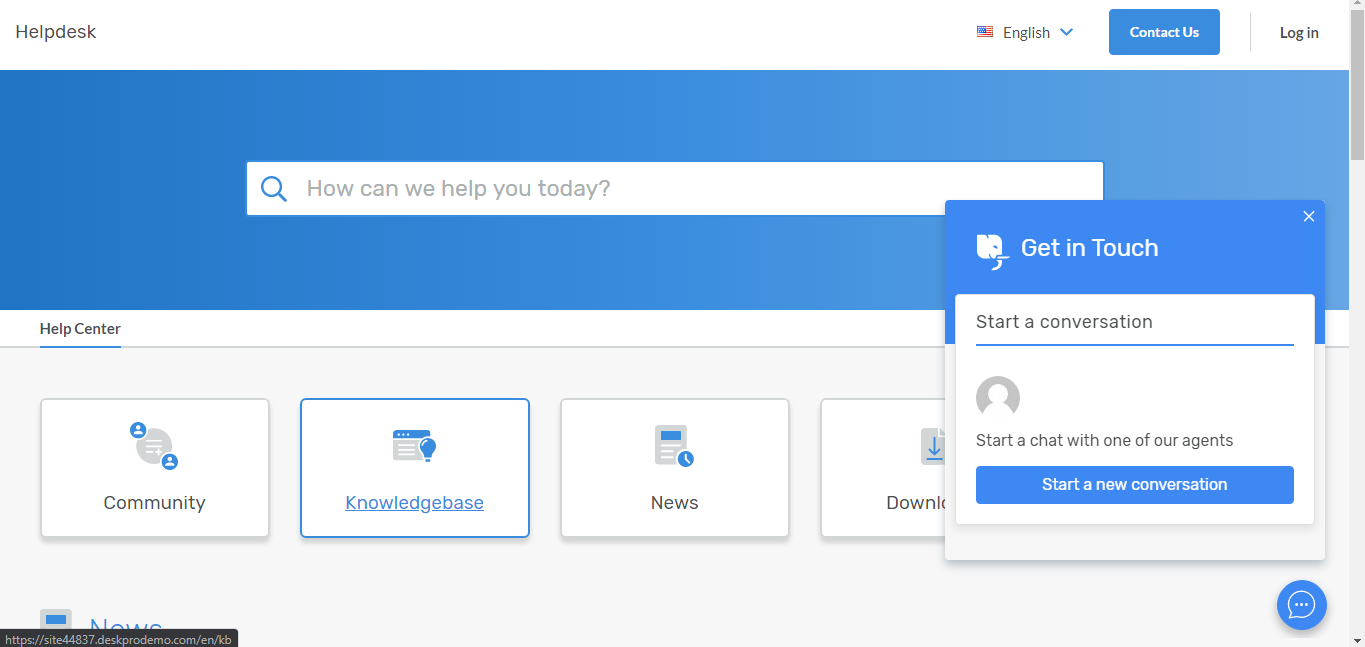 Helpdesk
English
Contact Us
Log in
How can we help you today?
Get in Touch
Help Center
Start a conversation
Start a chat with one of our agents
Start a new conversation
Community
Knowledgebase
News
Downlo
News
https://site44837.deskprodemo.com/en/kb